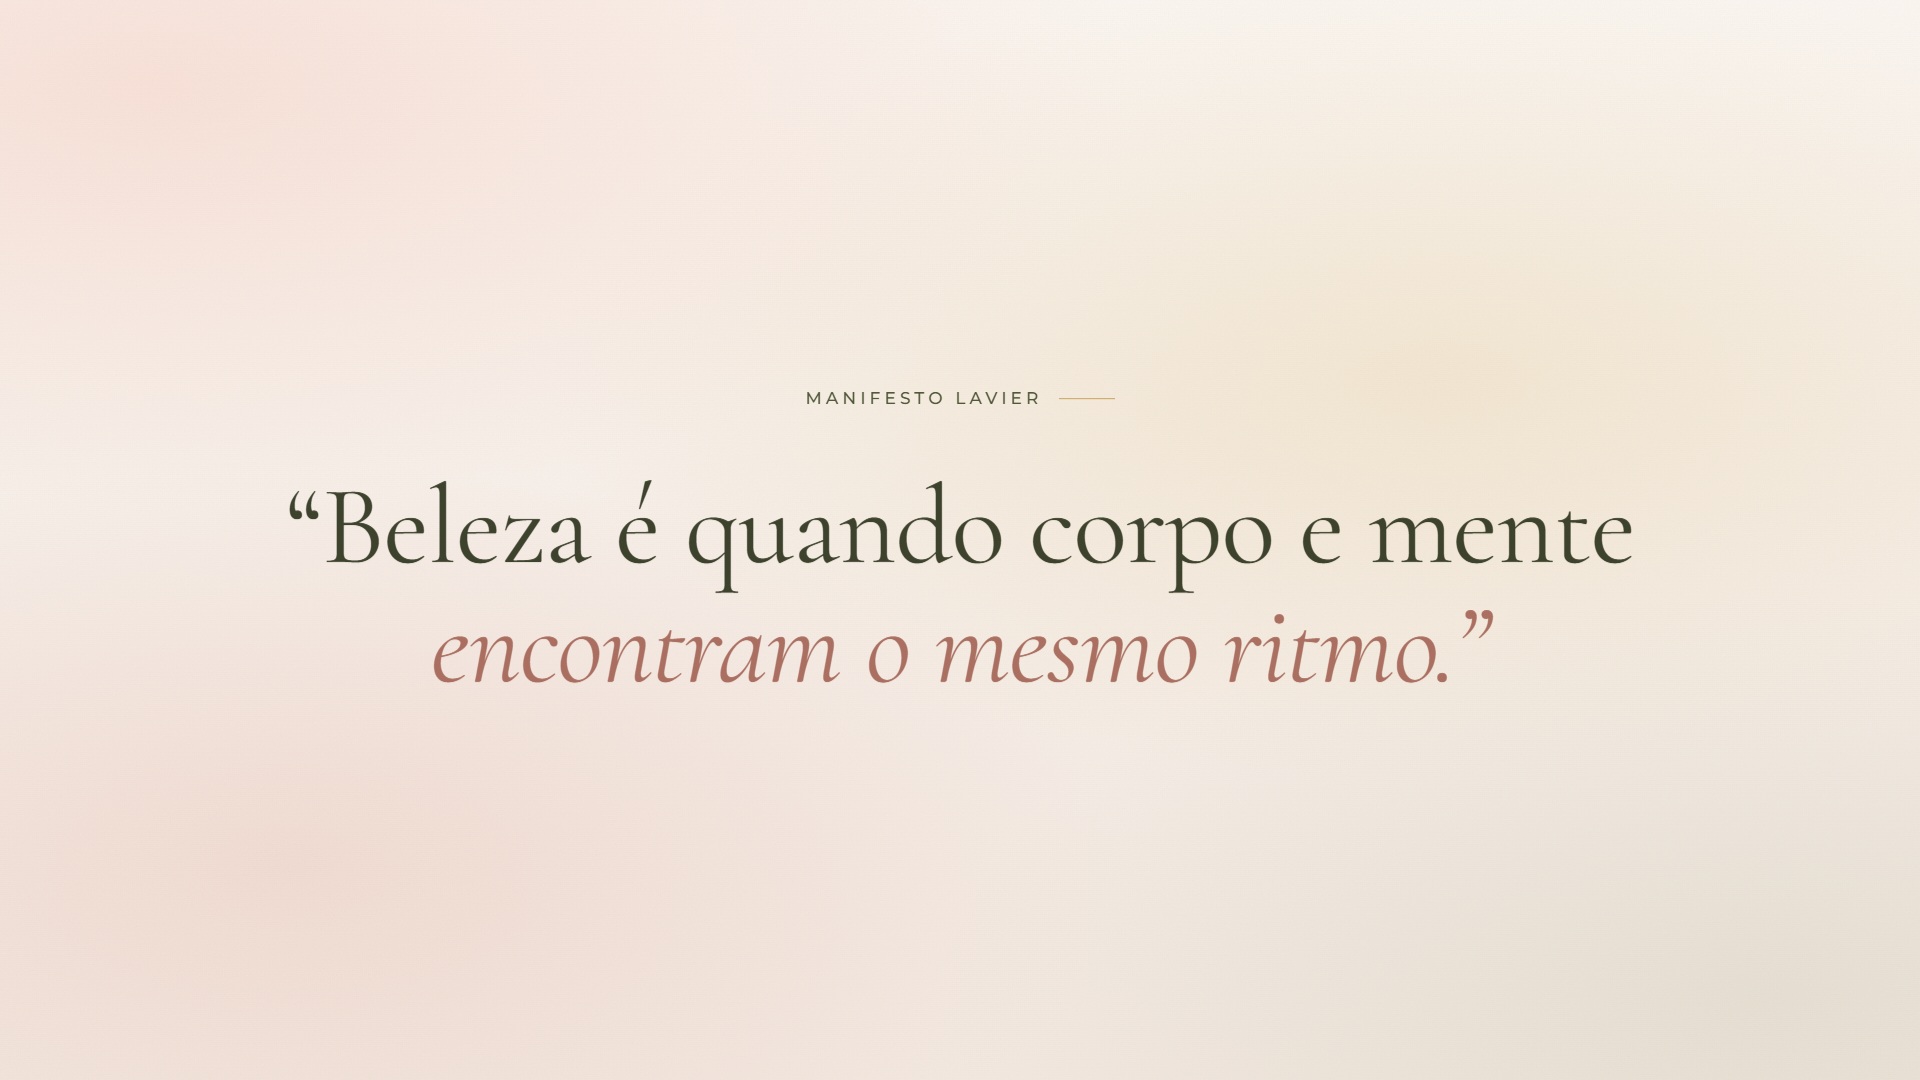 MANIFESTO LAVIER
“Beleza é quando corpo e mente
encontram o mesmo ritmo.”